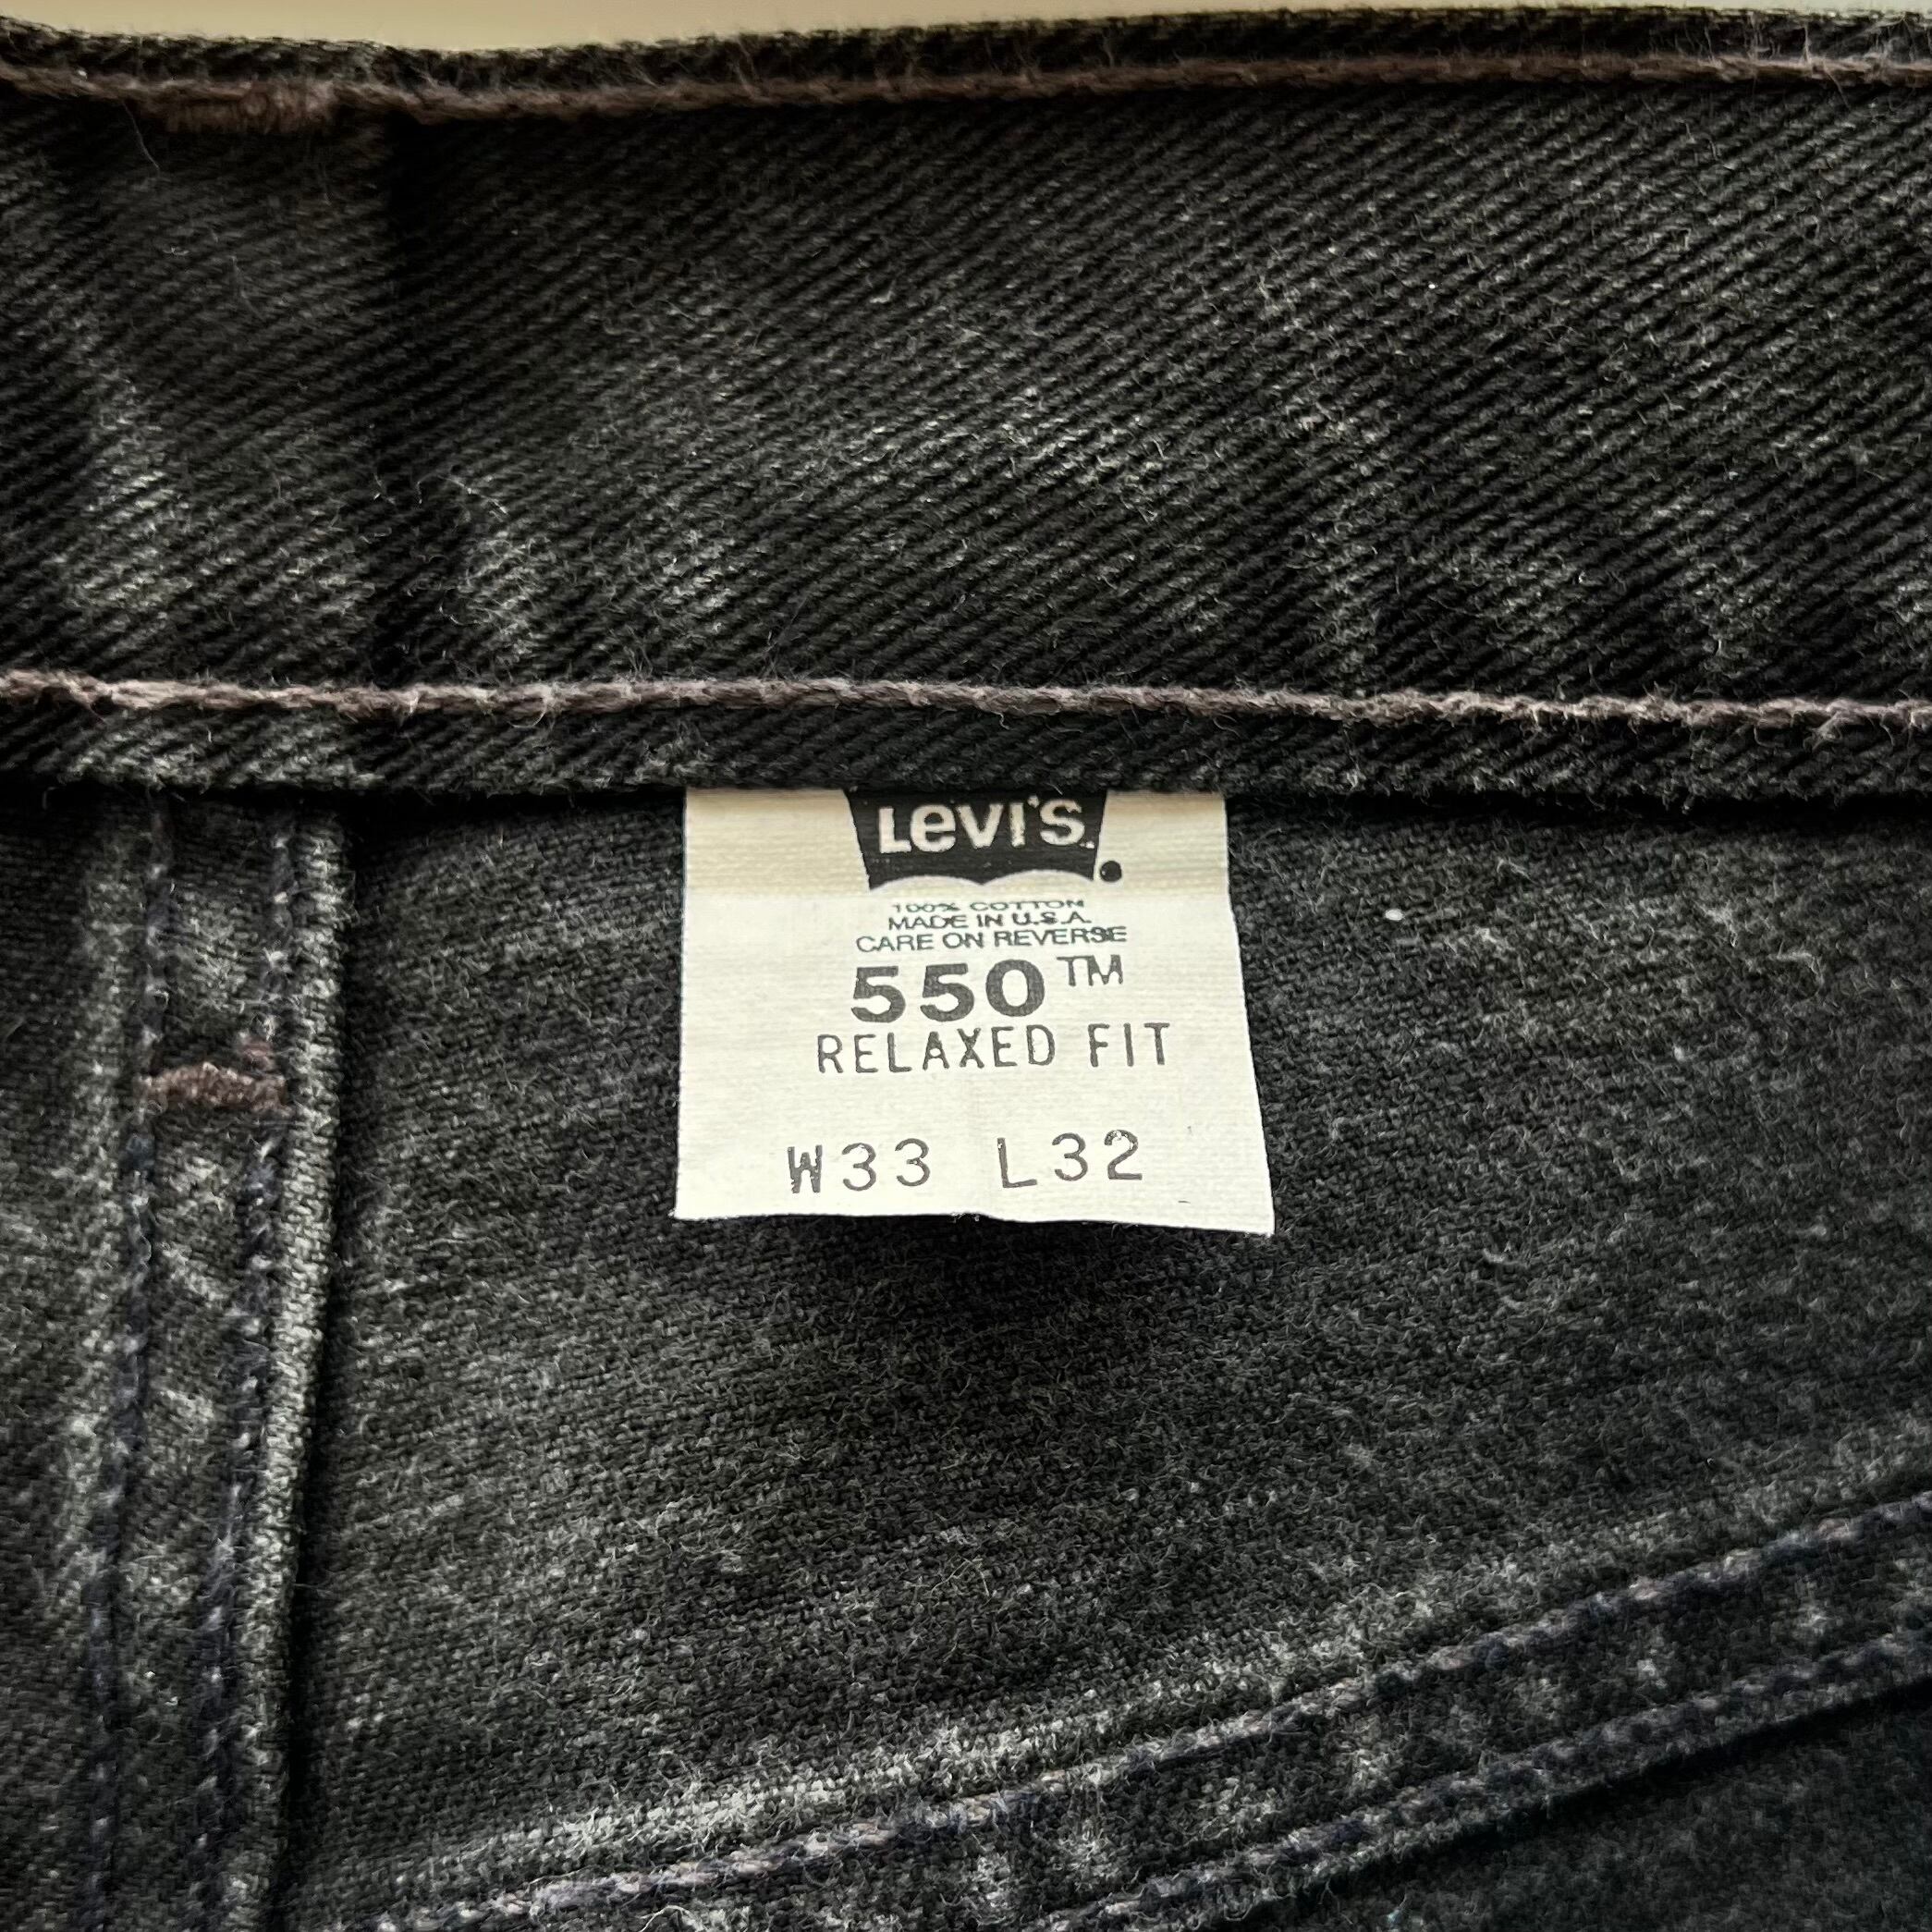 Levi's
100% COTTON
MADE IN U.S.A.
CARE ON REVERSE
550™
RELAXED FIT
W33 L32